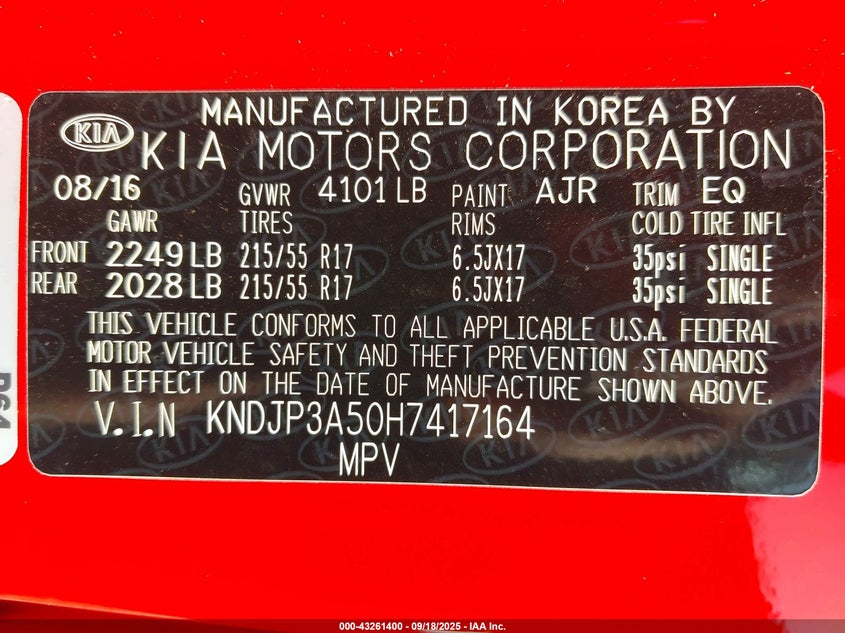 MANUFACTURED IN KOREA BY
KIA
KIA MOTORS CORPORATION
08/16 GVWR 4101 LB PAINT AJR TRIM EQ
GAWR TIRES RIMS COLD TIRE INFL
FRONT 2249 LB 215/55 R17 6.5JX17 35psi SINGLE
REAR 2028 LB 215/55 R17 6.5JX17 35psi SINGLE
THIS VEHICLE CONFORMS TO ALL APPLICABLE U.S.A. FEDERAL
MOTOR VEHICLE SAFETY AND THEFT PREVENTION STANDARDS
IN EFFECT ON THE DATE OF MANUFACTURE SHOWN ABOVE.
V.I.N KNDJP3A50H7417164
MPV
000-43261400 - 09/18/2025 - IAA Inc.